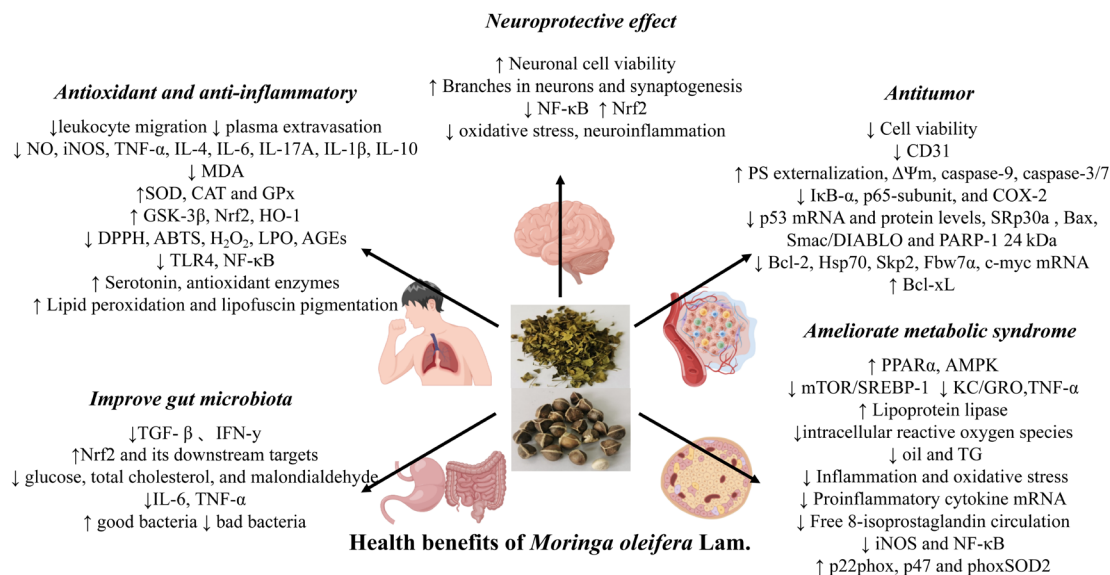 Neuroprotective effect
↑ Neuronal cell viability
↑ Branches in neurons and synaptogenesis
↓ NF-κB ↑ Nrf2
↓ oxidative stress, neuroinflammation
Antioxidant and anti-inflammatory
↓leukocyte migration ↓ plasma extravasation
↓ NO, iNOS, TNF-α, IL-4, IL-6, IL-17A, IL-1β, IL-10
↓ MDA
↑SOD, CAT and GPx
↑ GSK-3β, Nrf2, HO-1
↓ DPPH, ABTS, H₂O₂, LPO, AGEs
↓ TLR4, NF-κB
↑ Serotonin, antioxidant enzymes
↑ Lipid peroxidation and lipofuscin pigmentation
Antitumor
↓ Cell viability
↓ CD31
↑ PS externalization, ΔΨm, caspase-9, caspase-3/7
↓ IκB-α, p65-subunit, and COX-2
↓ p53 mRNA and protein levels, SRp30a , Bax,
Smac/DIABLO and PARP-1 24 kDa
↓ Bcl-2, Hsp70, Skp2, Fbw7α, c-myc mRNA
↑ Bcl-xL
Improve gut microbiota
↓TGF- β 、 IFN-y
↑Nrf2 and its downstream targets
↓ glucose, total cholesterol, and malondialdehyde
↓IL-6, TNF-α
↑ good bacteria ↓ bad bacteria
Ameliorate metabolic syndrome
↑ PPARα, AMPK
↓ mTOR/SREBP-1 ↓ KC/GRO,TNF-α
↑ Lipoprotein lipase
↓intracellular reactive oxygen species
↓ oil and TG
↓ Inflammation and oxidative stress
↓ Proinflammatory cytokine mRNA
↓ Free 8-isoprostaglandin circulation
↓ iNOS and NF-κB
↑ p22phox, p47 and phoxSOD2
Health benefits of Moringa oleifera Lam.